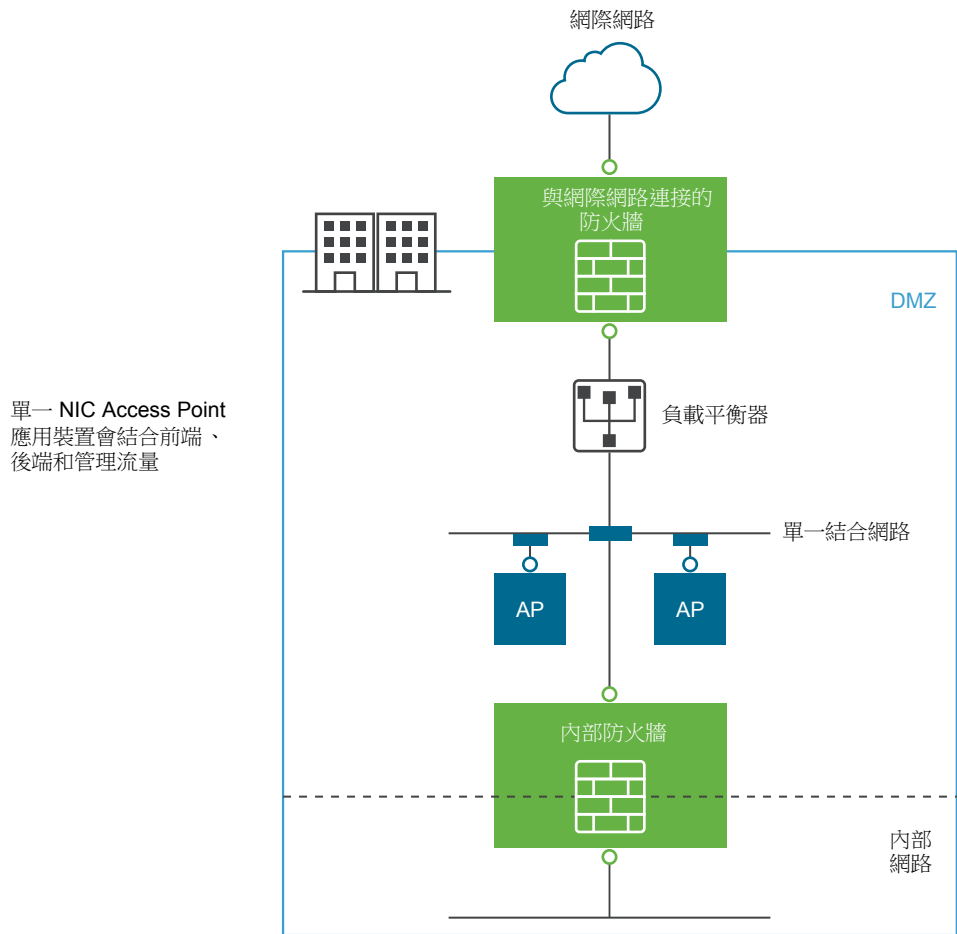 網際網路
與網際網路連接的
防火牆
DMZ
負載平衡器
單一 NIC Access Point
應用裝置會結合前端、
後端和管理流量
單一結合網路
AP
AP
內部防火牆
內部
網路